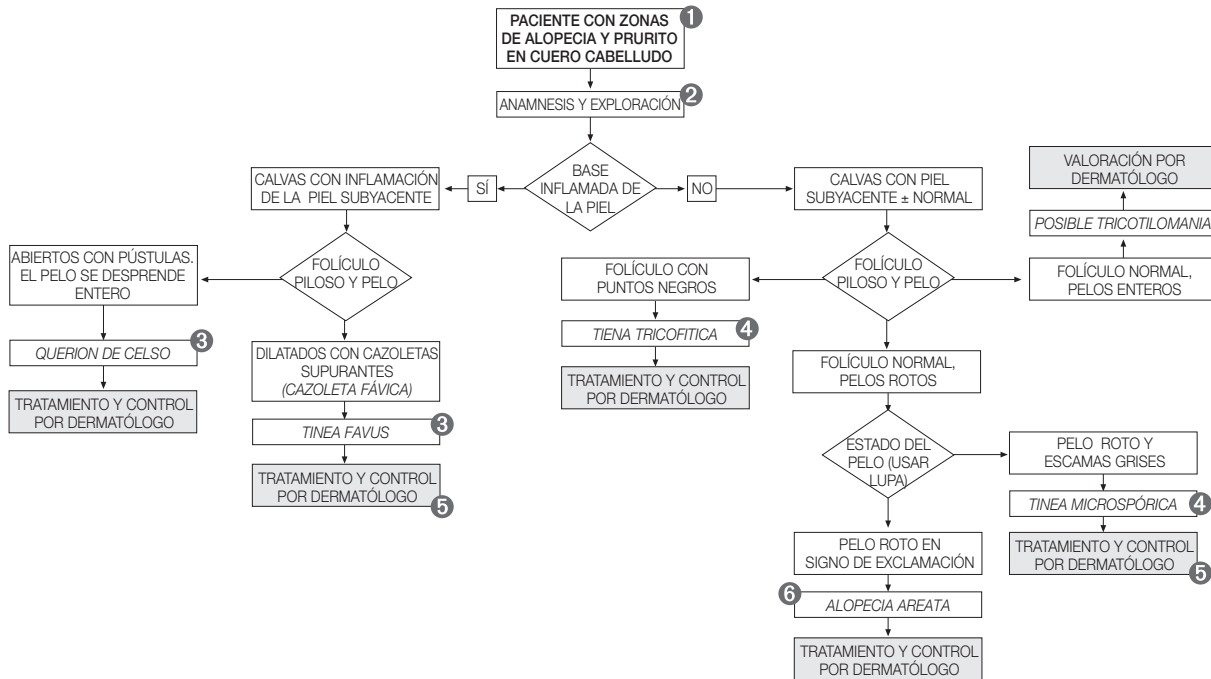 PACIENTE CON ZONAS
DE ALOPECIA Y PRURITO
EN CUERO CABELLUDO
1
ANAMNESIS Y EXPLORACIÓN
2
BASE
INFLAMADA DE
LA PIEL
SÍ
NO
CALVAS CON INFLAMACIÓN
DE LA PIEL SUBYACENTE
FOLÍCULO
PILOSO Y PELO
ABIERTOS CON PÚSTULAS.
EL PELO SE DESPRENDE
ENTERO
QUERION DE CELSO
3
TRATAMIENTO Y CONTROL
POR DERMATÓLOGO
DILATADOS CON CAZOLETAS
SUPURANTES
(CAZOLETA FÁVICA)
TINEA FAVUS
3
TRATAMIENTO Y CONTROL
POR DERMATÓLOGO
5
CALVAS CON PIEL
SUBYACENTE ± NORMAL
FOLÍCULO
PILOSO Y PELO
FOLÍCULO CON
PUNTOS NEGROS
TIENA TRICOFITICA
4
TRATAMIENTO Y CONTROL
POR DERMATÓLOGO
VALORACIÓN POR
DERMATÓLOGO
POSIBLE TRICOTILOMANIA
FOLÍCULO NORMAL,
PELOS ENTEROS
FOLÍCULO NORMAL,
PELOS ROTOS
ESTADO DEL
PELO (USAR
LUPA)
PELO ROTO Y
ESCAMAS GRISES
TINEA MICROSPÓRICA
4
TRATAMIENTO Y CONTROL
POR DERMATÓLOGO
5
PELO ROTO EN
SIGNO DE EXCLAMACIÓN
6
ALOPECIA AREATA
TRATAMIENTO Y CONTROL
POR DERMATÓLOGO